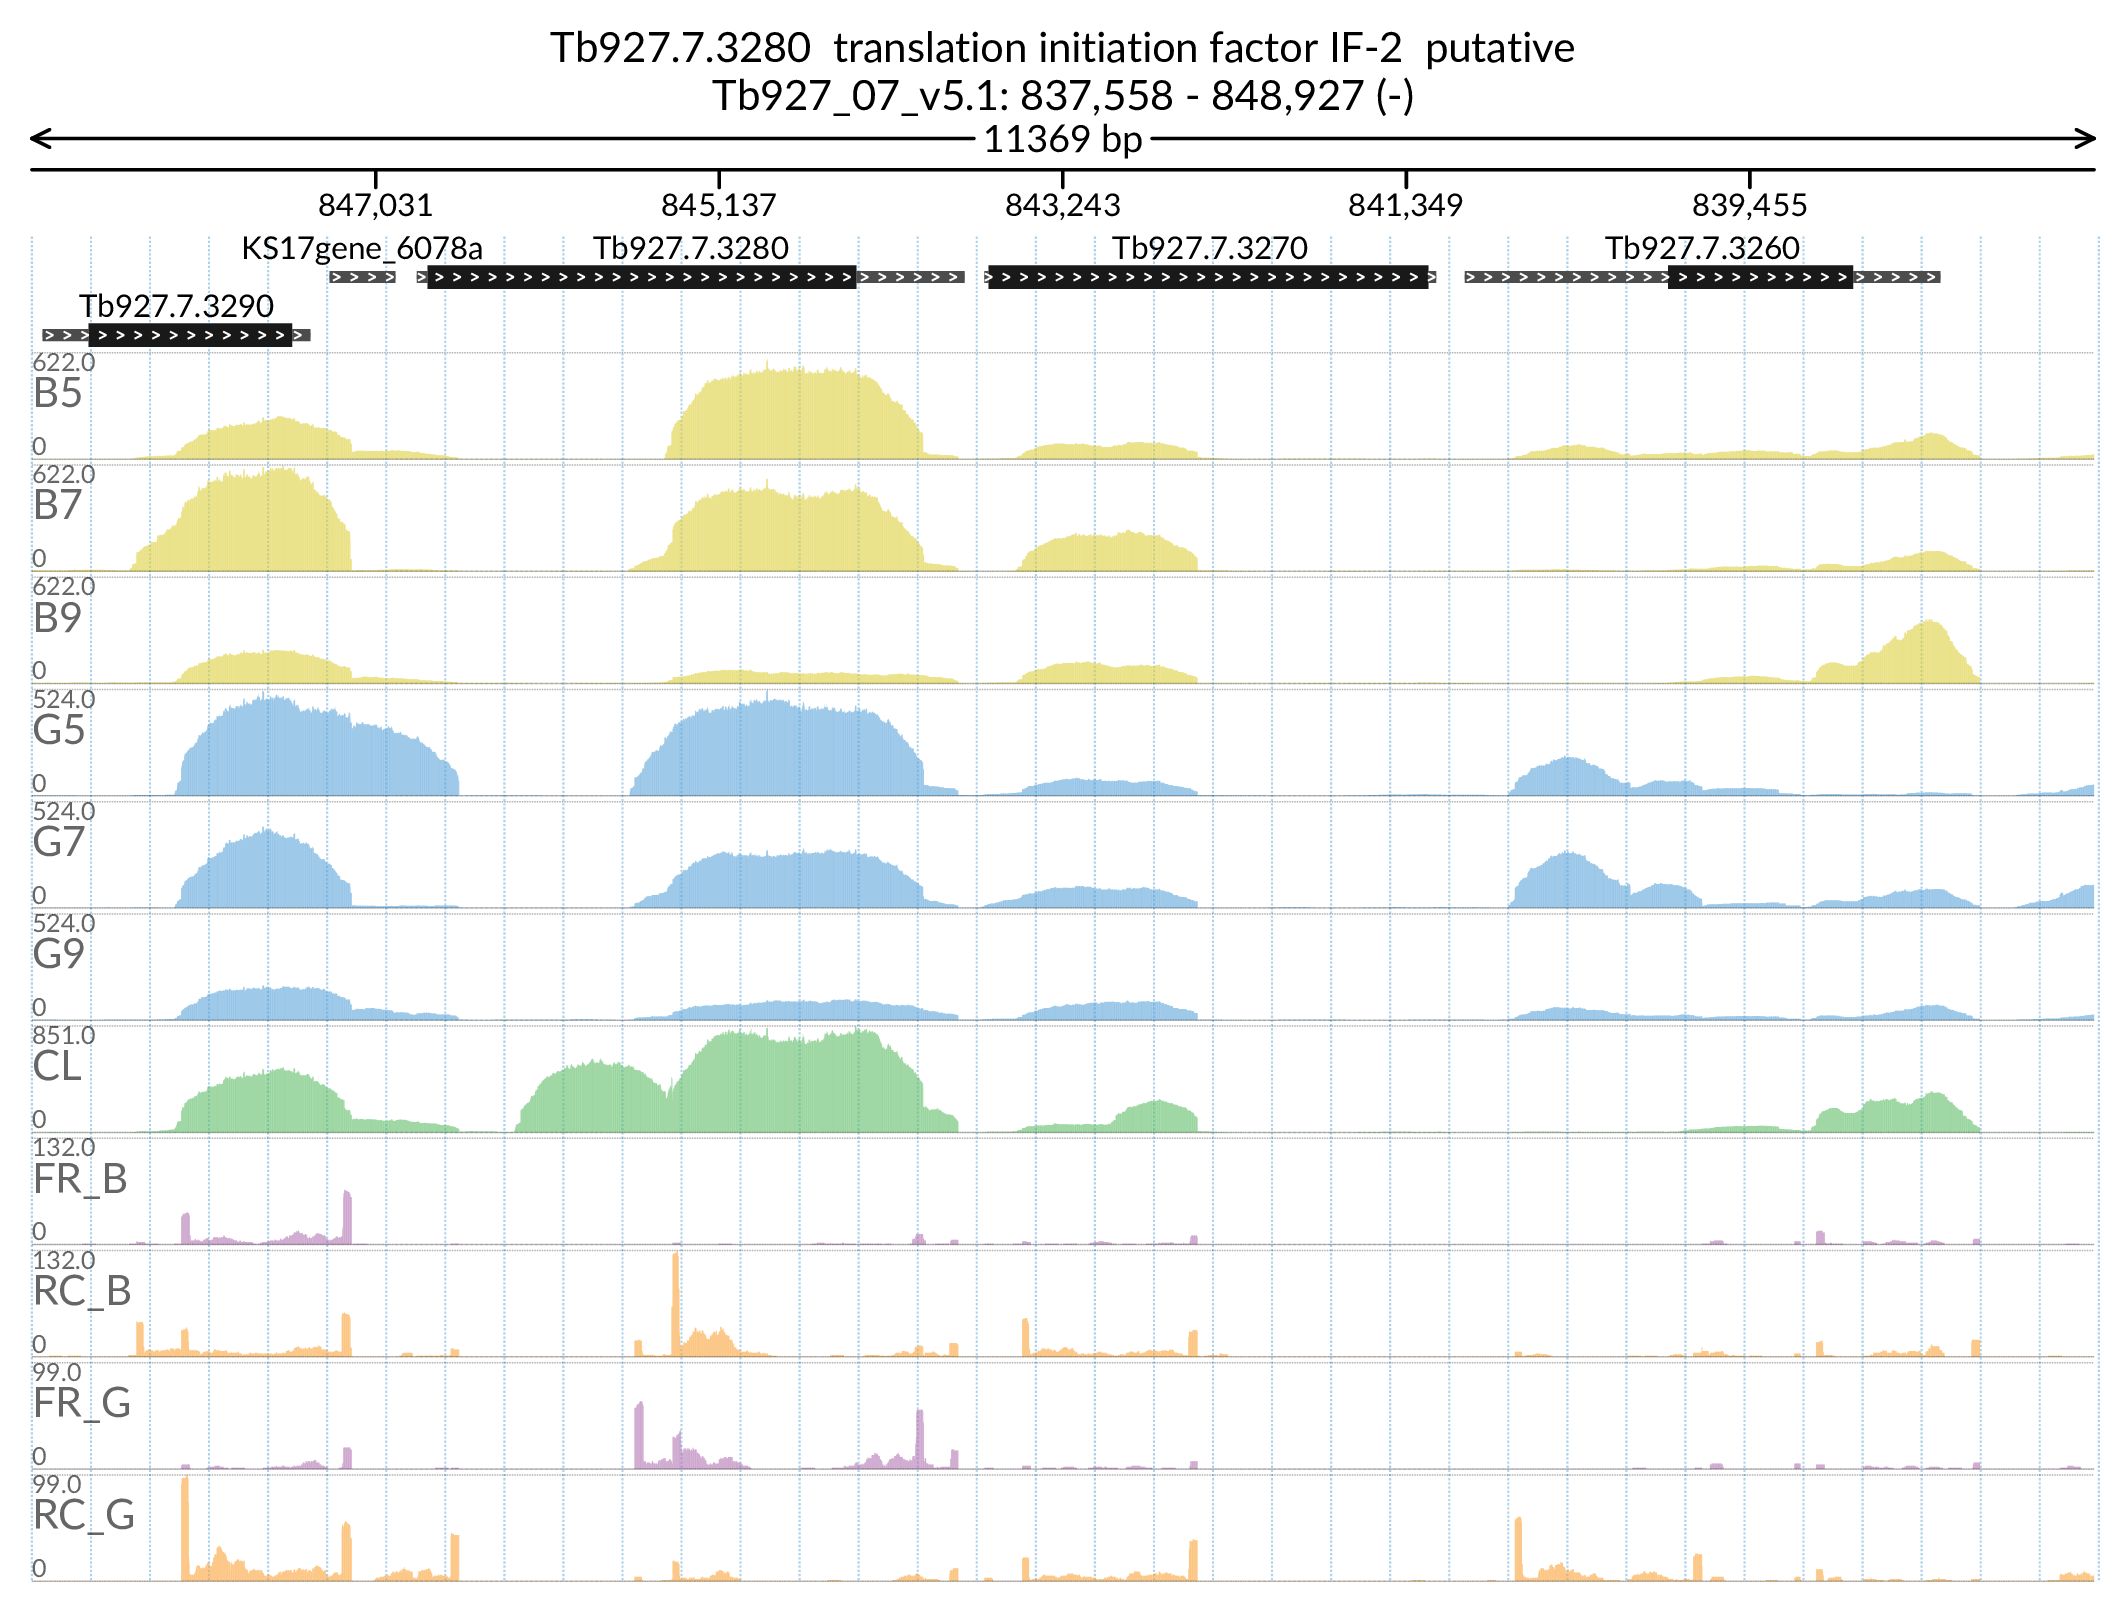 Tb927.7.3280  translation initiation factor IF-2  putative
Tb927_07_v5.1: 837,558 - 848,927 (-)
11369 bp
847,031 845,137 843,243 841,349 839,455
KS17gene_6078a Tb927.7.3280 Tb927.7.3270 Tb927.7.3260
Tb927.7.3290
622.0
B5
0
622.0
B7
0
622.0
B9
0
524.0
G5
0
524.0
G7
0
524.0
G9
0
851.0
CL
0
132.0
FR_B
0
132.0
RC_B
0
99.0
FR_G
0
99.0
RC_G
0